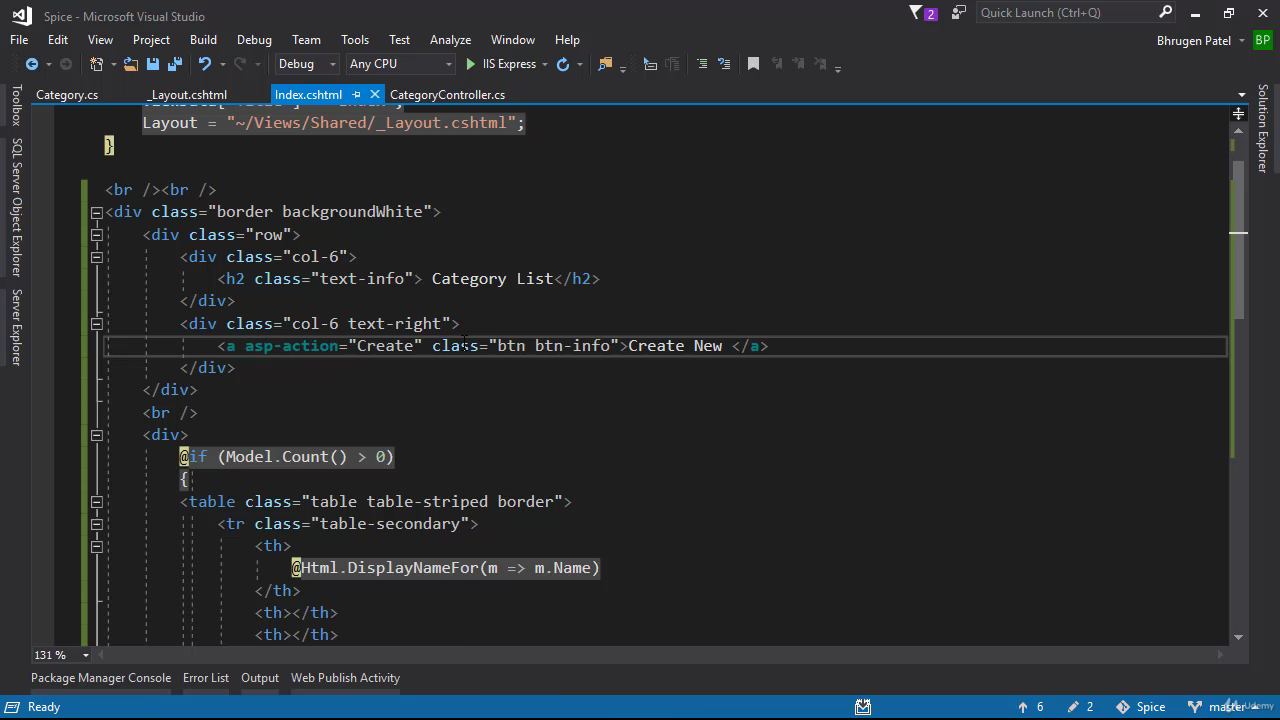 Spice - Microsoft Visual Studio
2
Quick Launch (Ctrl+Q)
File Edit View Project Build Debug Team Tools Test Analyze Window Help
Bhrugen Patel BP
Debug Any CPU IIS Express
Category.cs _Layout.cshtml Index.cshtml CategoryController.cs
Toolbox
SQL Server Object Explorer
Server Explorer
Solution Explorer
Layout = "~/Views/Shared/_Layout.cshtml";
}
<br /><br />
<div class="border backgroundWhite">
<div class="row">
<div class="col-6">
<h2 class="text-info"> Category List</h2>
</div>
<div class="col-6 text-right">
<a asp-action="Create" class="btn btn-info">Create New </a>
</div>
</div>
<br />
<div>
@if (Model.Count() > 0)
{
<table class="table table-striped border">
<tr class="table-secondary">
<th>
@Html.DisplayNameFor(m => m.Name)
</th>
<th></th>
<th></th>
131 %
Package Manager Console Error List Output Web Publish Activity
Ready
6 2 Spice master
Udemy